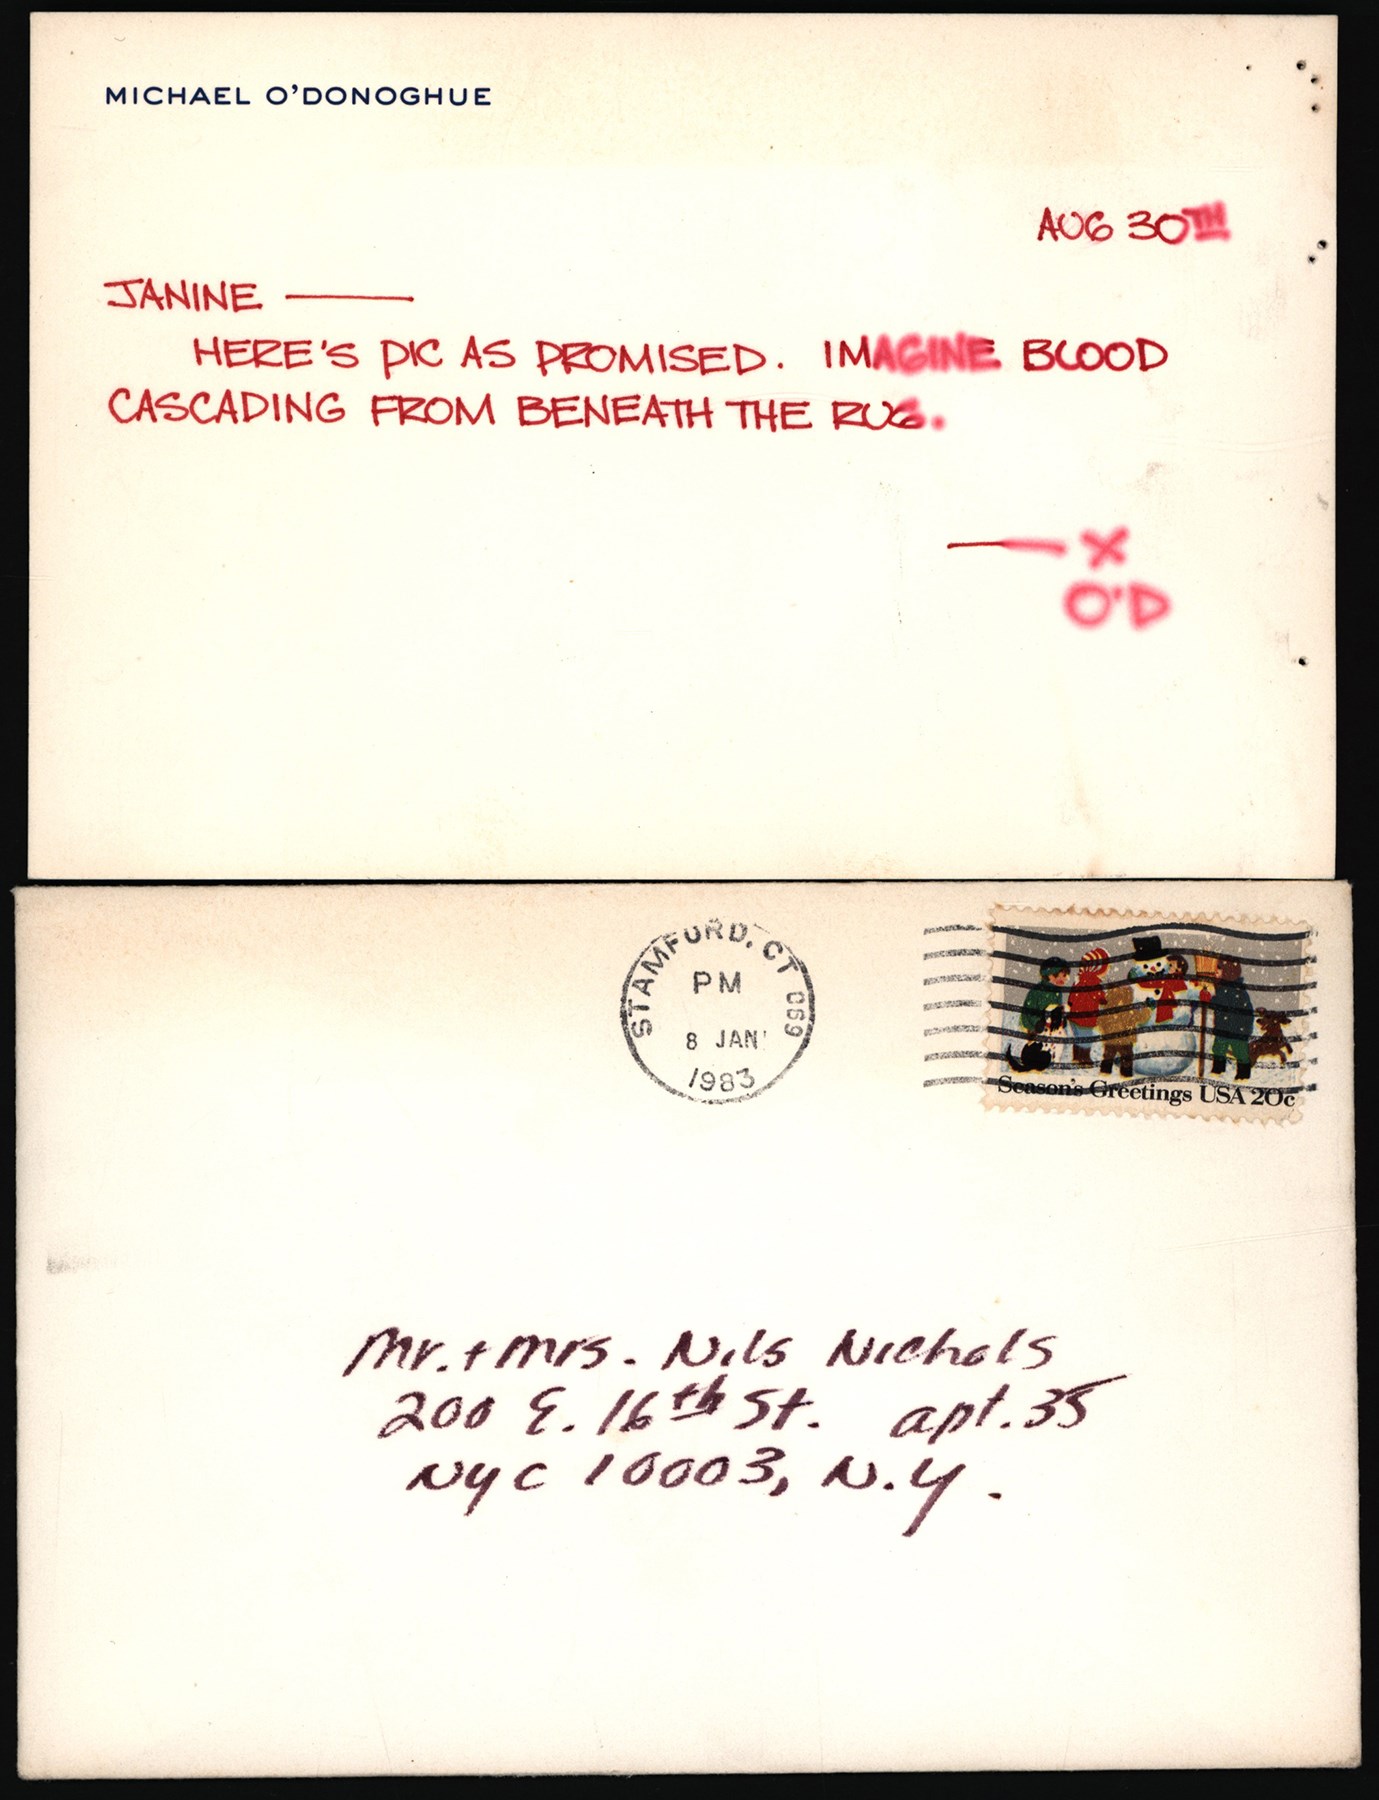 MICHAEL O'DONOGHUE
AUG 30TH
JANINE —
HERE'S PIC AS PROMISED. IMAGINE BLOOD
CASCADING FROM BENEATH THE RUG.
— X
O'D
STAMFORD, CT 069
PM
8 JAN
1983
Season's Greetings USA 20c
Mr. + Mrs. Nils Nichols
200 E. 16th St. apt. 35
NYC 10003, N.Y.